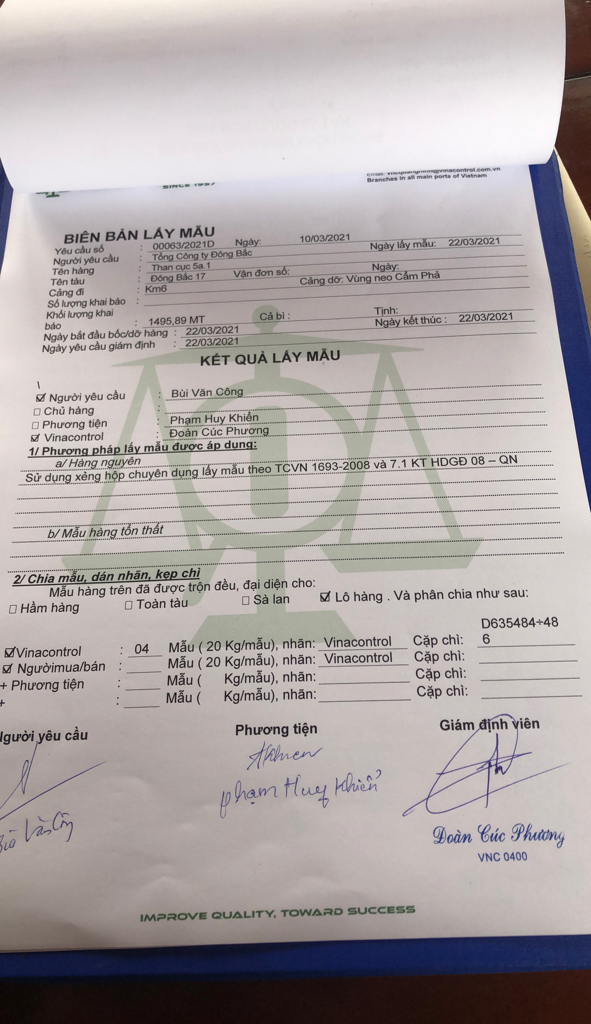 SINCE 1957
Branches in all main ports of Vietnam
BIÊN BẢN LẤY MẪU
Yêu cầu số : 00063/2021D Ngày: 10/03/2021 Ngày lấy mẫu: 22/03/2021
Người yêu cầu : Tổng Công ty Đông Bắc
Tên hàng : Than cục 5a.1 Vận đơn số: Ngày:
Tên tàu : Đông Bắc 17 Cảng dỡ: Vùng neo Cẩm Phả
Cảng đi : Km6
Số lượng khai báo :
Khối lượng khai báo : 1495,89 MT Cả bì : Tịnh:
Ngày bắt đầu bốc/dỡ hàng : 22/03/2021 Ngày kết thúc : 22/03/2021
Ngày yêu cầu giám định : 22/03/2021
KẾT QUẢ LẤY MẪU
\
☑ Người yêu cầu : Bùi Văn Công
☐ Chủ hàng
☐ Phương tiện : Phạm Huy Khiển
☑ Vinacontrol : Đoàn Cúc Phương
1/ Phương pháp lấy mẫu được áp dụng:
a/ Hàng nguyên
Sử dụng xẻng hộp chuyên dụng lấy mẫu theo TCVN 1693-2008 và 7.1 KT HDGĐ 08 – QN
b/ Mẫu hàng tổn thất
2/ Chia mẫu, dán nhãn, kẹp chì
Mẫu hàng trên đã được trộn đều, đại diện cho:
☐ Hầm hàng ☐ Toàn tàu ☐ Sà lan ☑ Lô hàng . Và phân chia như sau:
D635484÷48
☑Vinacontrol : 04 Mẫu ( 20 Kg/mẫu), nhãn: Vinacontrol Cặp chì: 6
☑ Ngườimua/bán : Mẫu ( 20 Kg/mẫu), nhãn: Vinacontrol Cặp chì:
+ Phương tiện : Mẫu ( Kg/mẫu), nhãn: Cặp chì:
+ : Mẫu ( Kg/mẫu), nhãn: Cặp chì:
Người yêu cầu Phương tiện Giám định viên
Khien
Phạm Huy Khiển
Bùi Văn Công
Đoàn Cúc Phương
VNC 0400
IMPROVE QUALITY, TOWARD SUCCESS